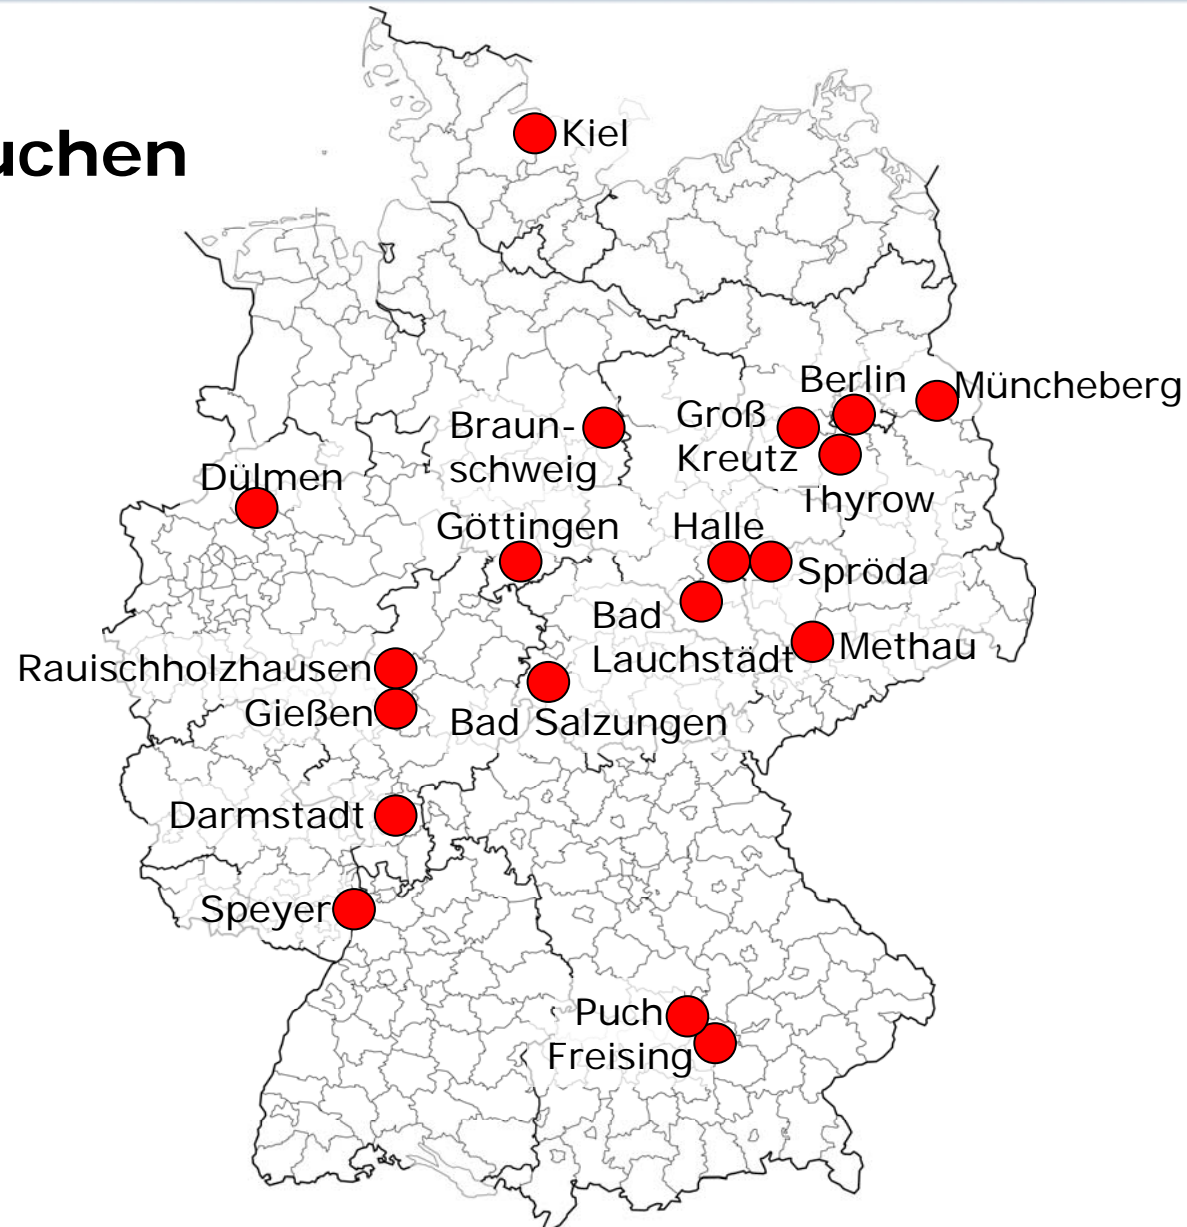 uchen
Kiel
Berlin
Müncheberg
Groß
Kreutz
Braun-
schweig
Thyrow
Dülmen
Göttingen
Halle
Spröda
Bad
Lauchstädt
Methau
Rauischholzhausen
Gießen
Bad Salzungen
Darmstadt
Speyer
Puch
Freising